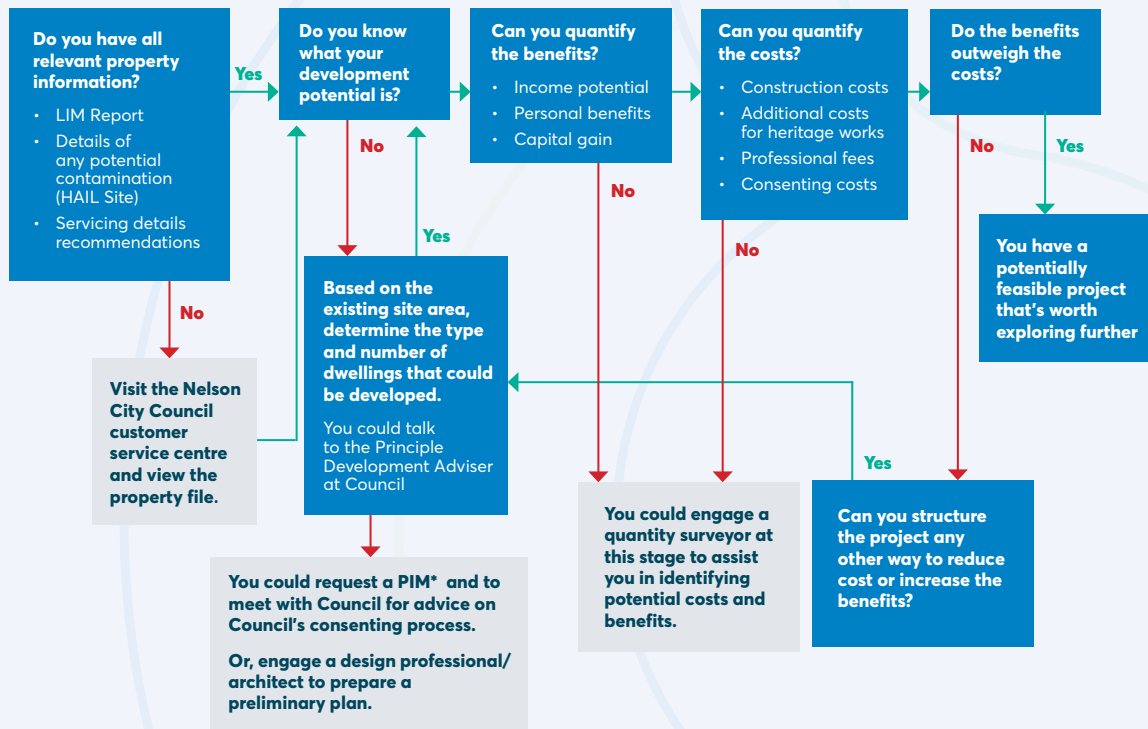 Do you have all
relevant property
information?
• LIM Report
• Details of
any potential
contamination
(HAIL Site)
• Servicing details
recommendations
Yes
No
Do you know
what your
development
potential is?
No
Yes
Can you quantify
the benefits?
• Income potential
• Personal benefits
• Capital gain
No
Can you quantify
the costs?
• Construction costs
• Additional costs
for heritage works
• Professional fees
• Consenting costs
No
Do the benefits
outweigh the
costs?
No
Yes
You have a
potentially
feasible project
that's worth
exploring further
Visit the Nelson
City Council
customer
service centre
and view the
property file.
Based on the
existing site area,
determine the type
and number of
dwellings that could
be developed.
You could talk
to the Principle
Development Adviser
at Council
You could request a PIM* and to
meet with Council for advice on
Council's consenting process.
Or, engage a design professional/
architect to prepare a
preliminary plan.
You could engage a
quantity surveyor at
this stage to assist
you in identifying
potential costs and
benefits.
Yes
Can you structure
the project any
other way to reduce
cost or increase the
benefits?